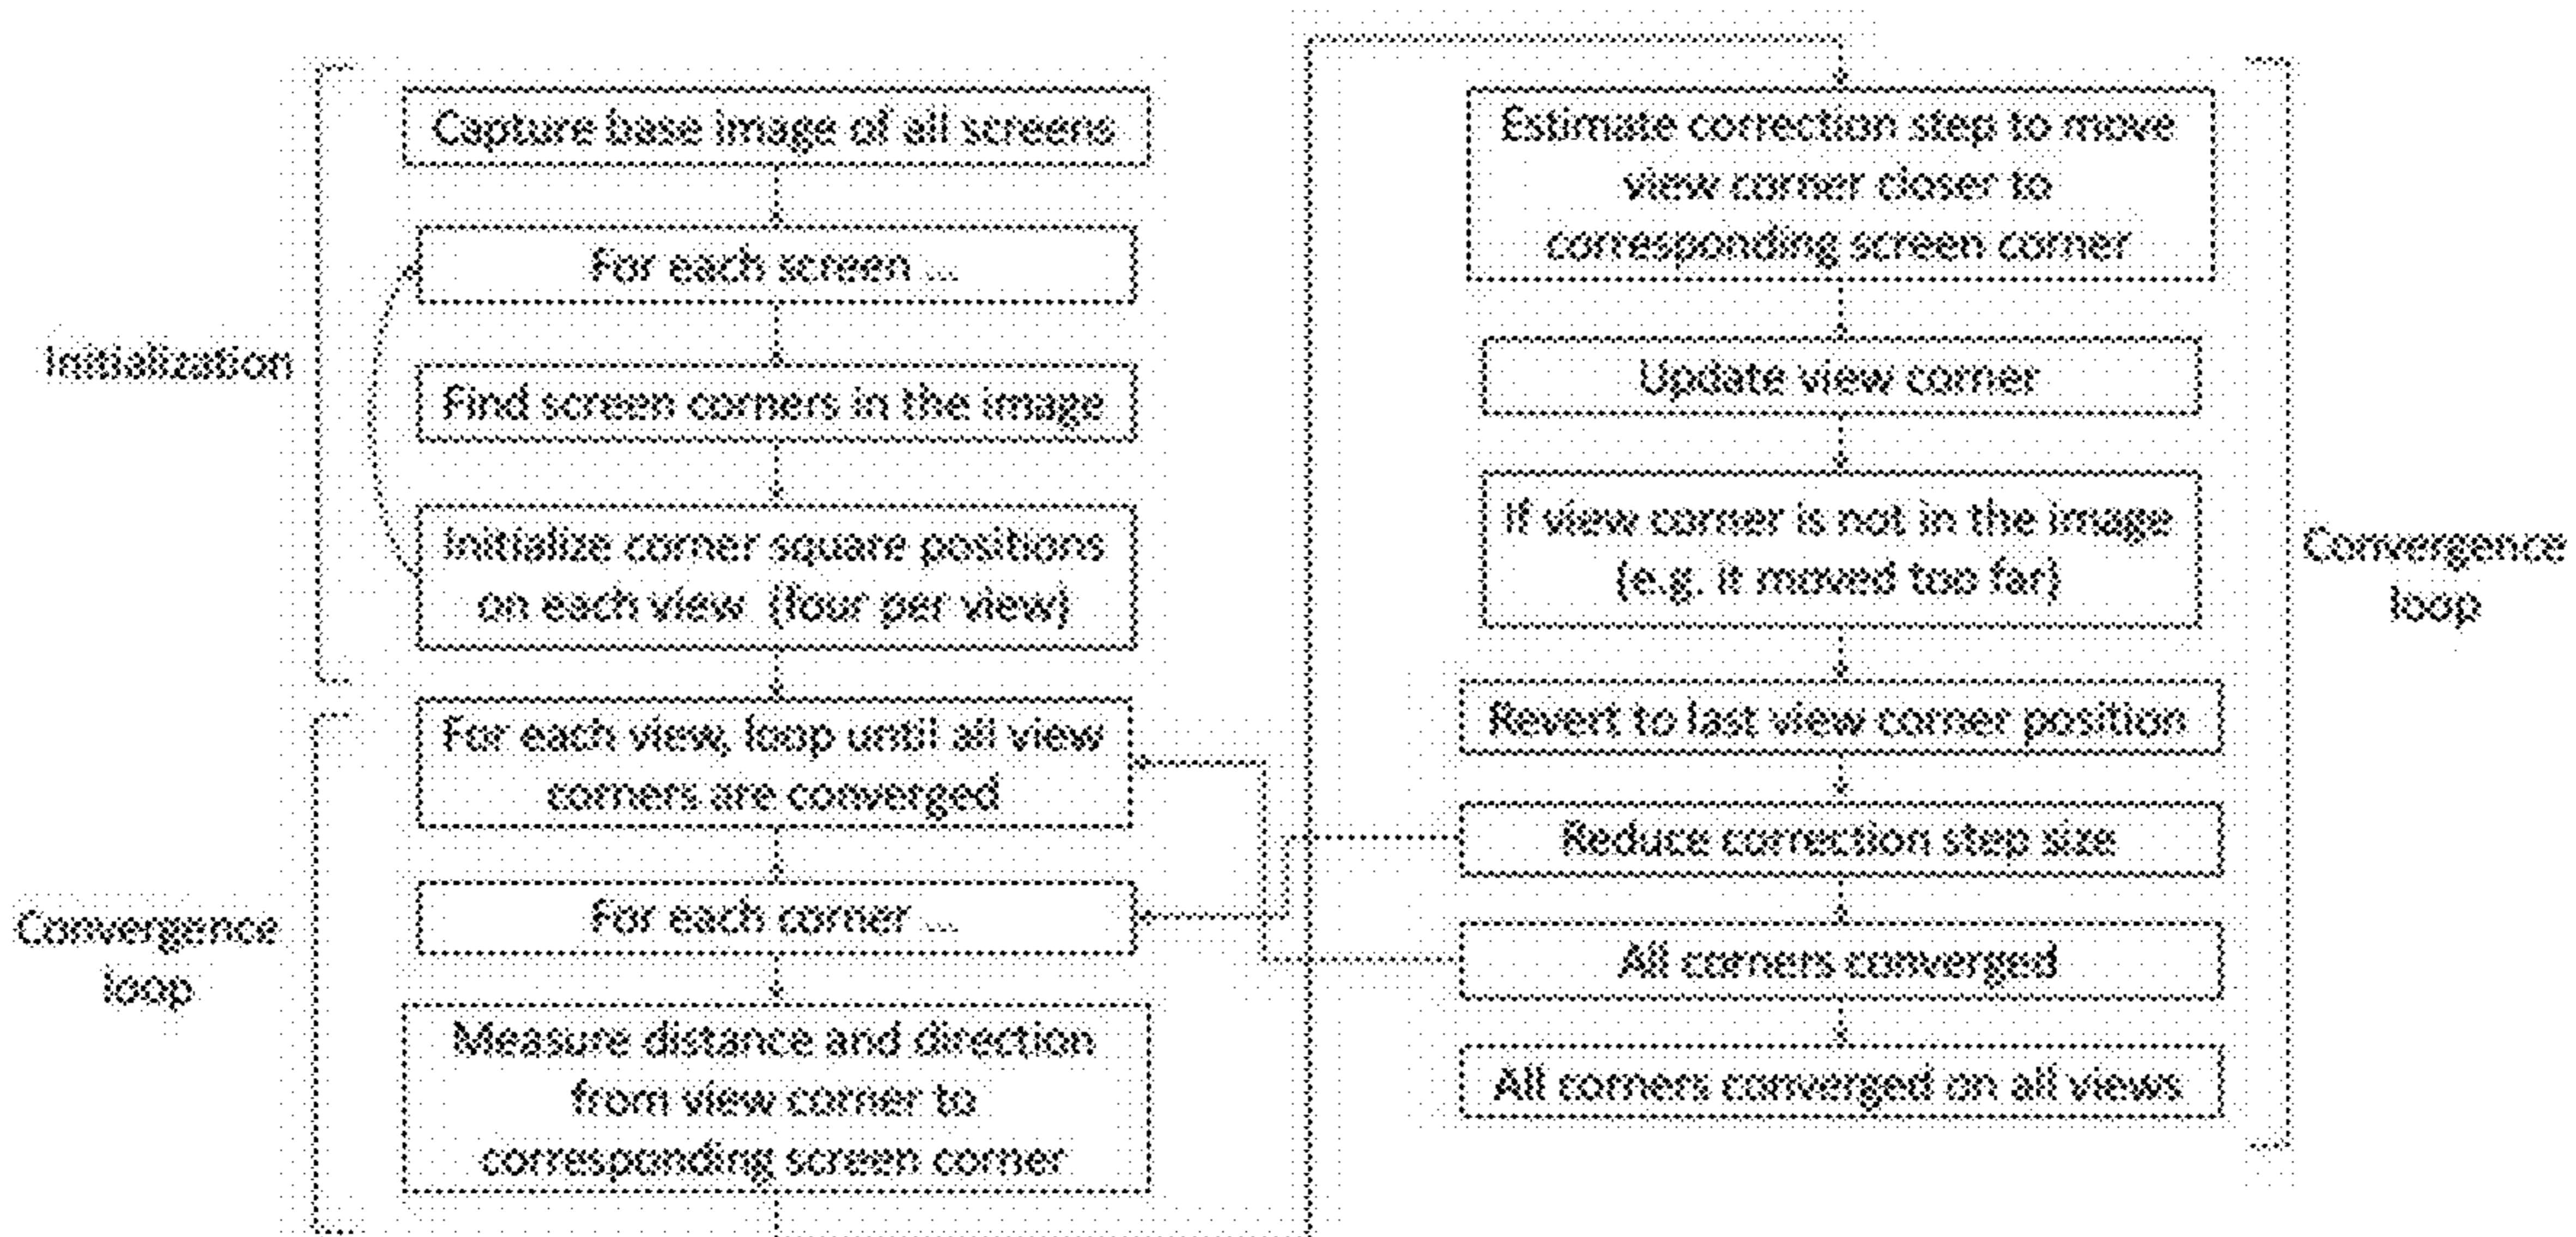 Initialization
Capture base image of all screens
For each screen ...
Find screen corners in the image
Initialize corner square positions
on each view (four per view)
Convergence
loop
For each view, loop until all view
corners are converged
For each corner ...
Measure distance and direction
from view corner to
corresponding screen corner
Estimate correction step to move
view corner closer to
corresponding screen corner
Update view corner
If view corner is not in the image
(e.g. it moved too far)
Revert to last view corner position
Reduce correction step size
All corners converged
All corners converged on all views
Convergence
loop